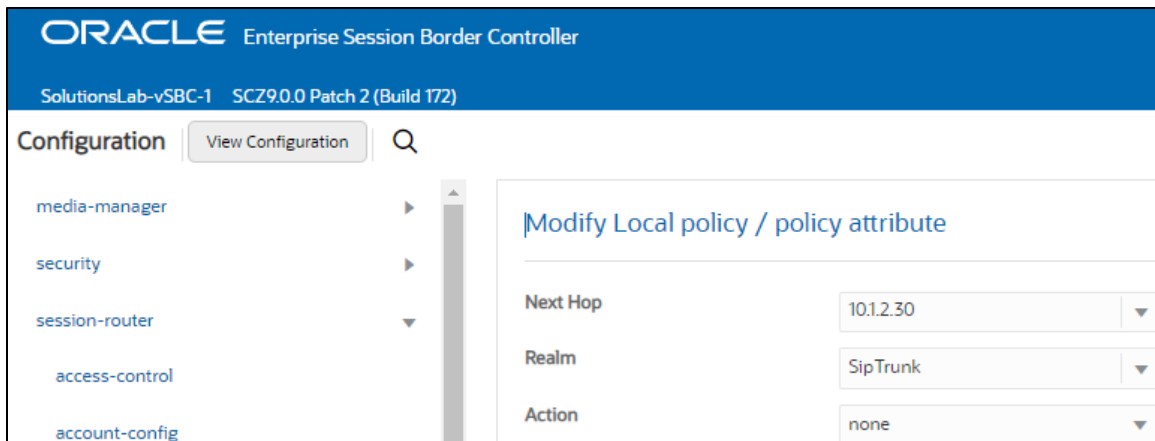 ORACLE Enterprise Session Border Controller
SolutionsLab-vSBC-1 SCZ9.0.0 Patch 2 (Build 172)
Configuration View Configuration
media-manager
security
session-router
access-control
account-config
Modify Local policy / policy attribute
Next Hop 10.1.2.30
Realm SipTrunk
Action none